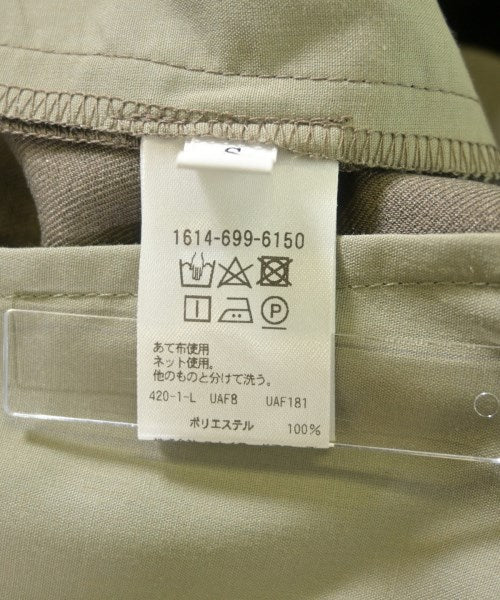 S
1614-699-6150
あて布使用
ネット使用。
他のものと分けて洗う。
420-1-L UAF8 UAF181
ポリエステル 100%